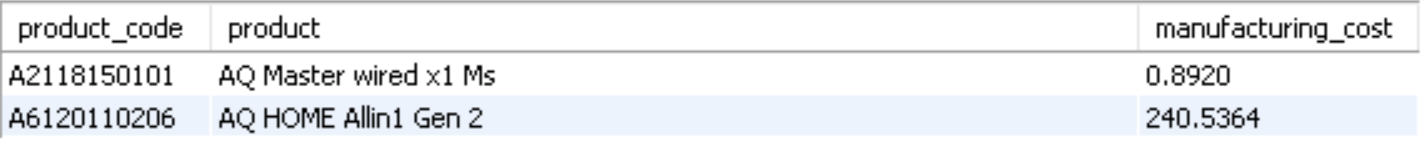 product_code product manufacturing_cost
A2118150101 AQ Master wired x1 Ms 0.8920
A6120110206 AQ HOME Allin1 Gen 2 240.5364